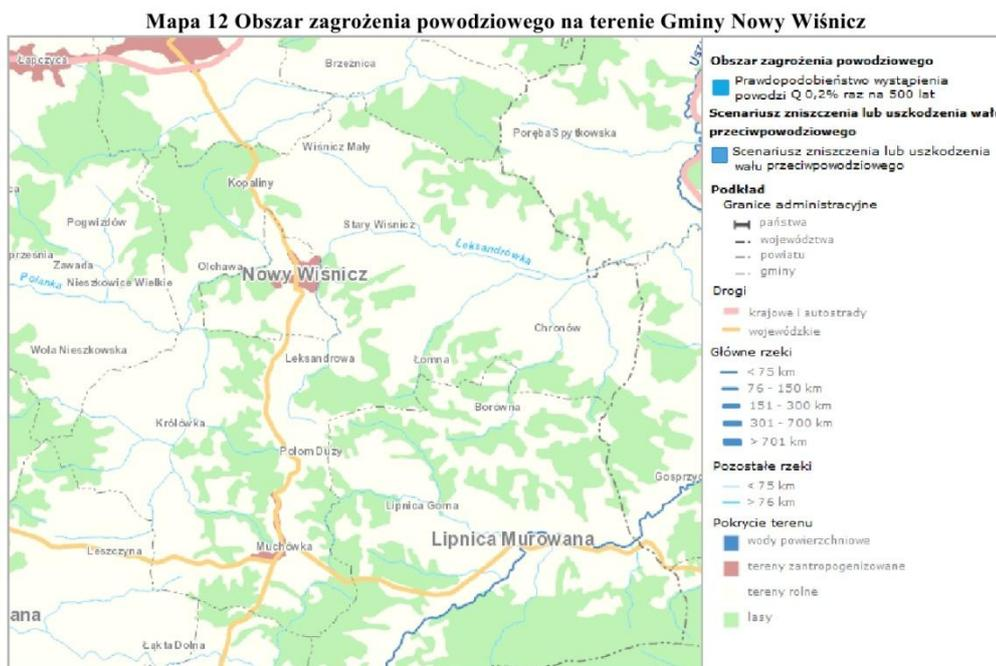 Mapa 12 Obszar zagrożenia powodziowego na terenie Gminy Nowy Wiśnicz
Łapczyca
Brzeźnica
Poręba Spytkowska
Wiśnicz Mały
Kopaliny
Pogwizdów
Stary Wiśnicz
Leksandrówka
Zawada
Olchawa
Nowy Wiśnicz
Polanka
Nieszkowice Wielkie
Chronów
Wola Nieszkowska
Leksandrowa
Łomna
Borówna
Królówka
Połom Duży
Lipnica Górna
Lipnica Murowana
Leszczyna
Muchówka
ana
Łąkta Dolna
Obszar zagrożenia powodziowego
Prawdopodobieństwo wystąpienia
powodzi Q 0,2% raz na 500 lat
Scenariusz zniszczenia lub uszkodzenia wału
przeciwpowodziowego
Scenariusz zniszczenia lub uszkodzenia
wału przeciwpowodziowego
Podkład
Granice administracyjne
państwa
województwa
powiatu
gminy
Drogi
krajowe i autostrady
wojewódzkie
Główne rzeki
< 75 km
76 - 150 km
151 - 300 km
301 - 700 km
> 701 km
Pozostałe rzeki
< 75 km
> 76 km
Pokrycie terenu
wody powierzchniowe
tereny zantropogenizowane
tereny rolne
lasy